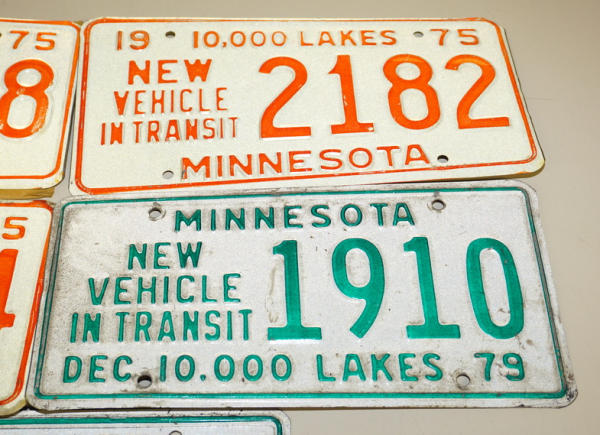 75
8
19 10,000 LAKES 75
NEW
VEHICLE
IN TRANSIT
2182
MINNESOTA
5
MINNESOTA
NEW
VEHICLE
IN TRANSIT
1910
DEC 10.000 LAKES 79